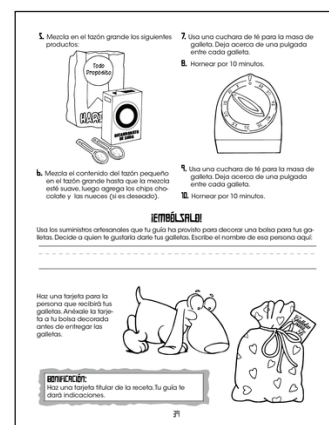 5. Mezcla en el tazón grande los siguientes
productos:
Todo
Propósito
HARI
BICARBONATO
DE SODA
6. Mezcla el contenido del tazón pequeño
en el tazón grande hasta que la mezcla
esté suave, luego agrega los chips cho-
colate y las nueces (si es deseado).
7. Usa una cuchara de té para la masa de
galleta. Deja acerca de una pulgada
entre cada galleta.
8. Hornear por 10 minutos.
9. Usa una cuchara de té para la masa de
galleta. Deja acerca de una pulgada
entre cada galleta.
10. Hornear por 10 minutos.
¡EMBÓLSALO!
Usa los suministros artesanales que tu guía ha provisto para decorar una bolsa para tus ga-
lletas. Decide a quien te gustaría darle tus galletas. Escribe el nombre de esa persona aquí:
Haz una tarjeta para la
persona que recibirá tus
galletas. Anéxale la tarje-
ta a tu bolsa decorada
antes de entregar las
galletas.
BONIFICACIÓN:
Haz una tarjeta titular de la receta. Tu guía te
dará indicaciones.